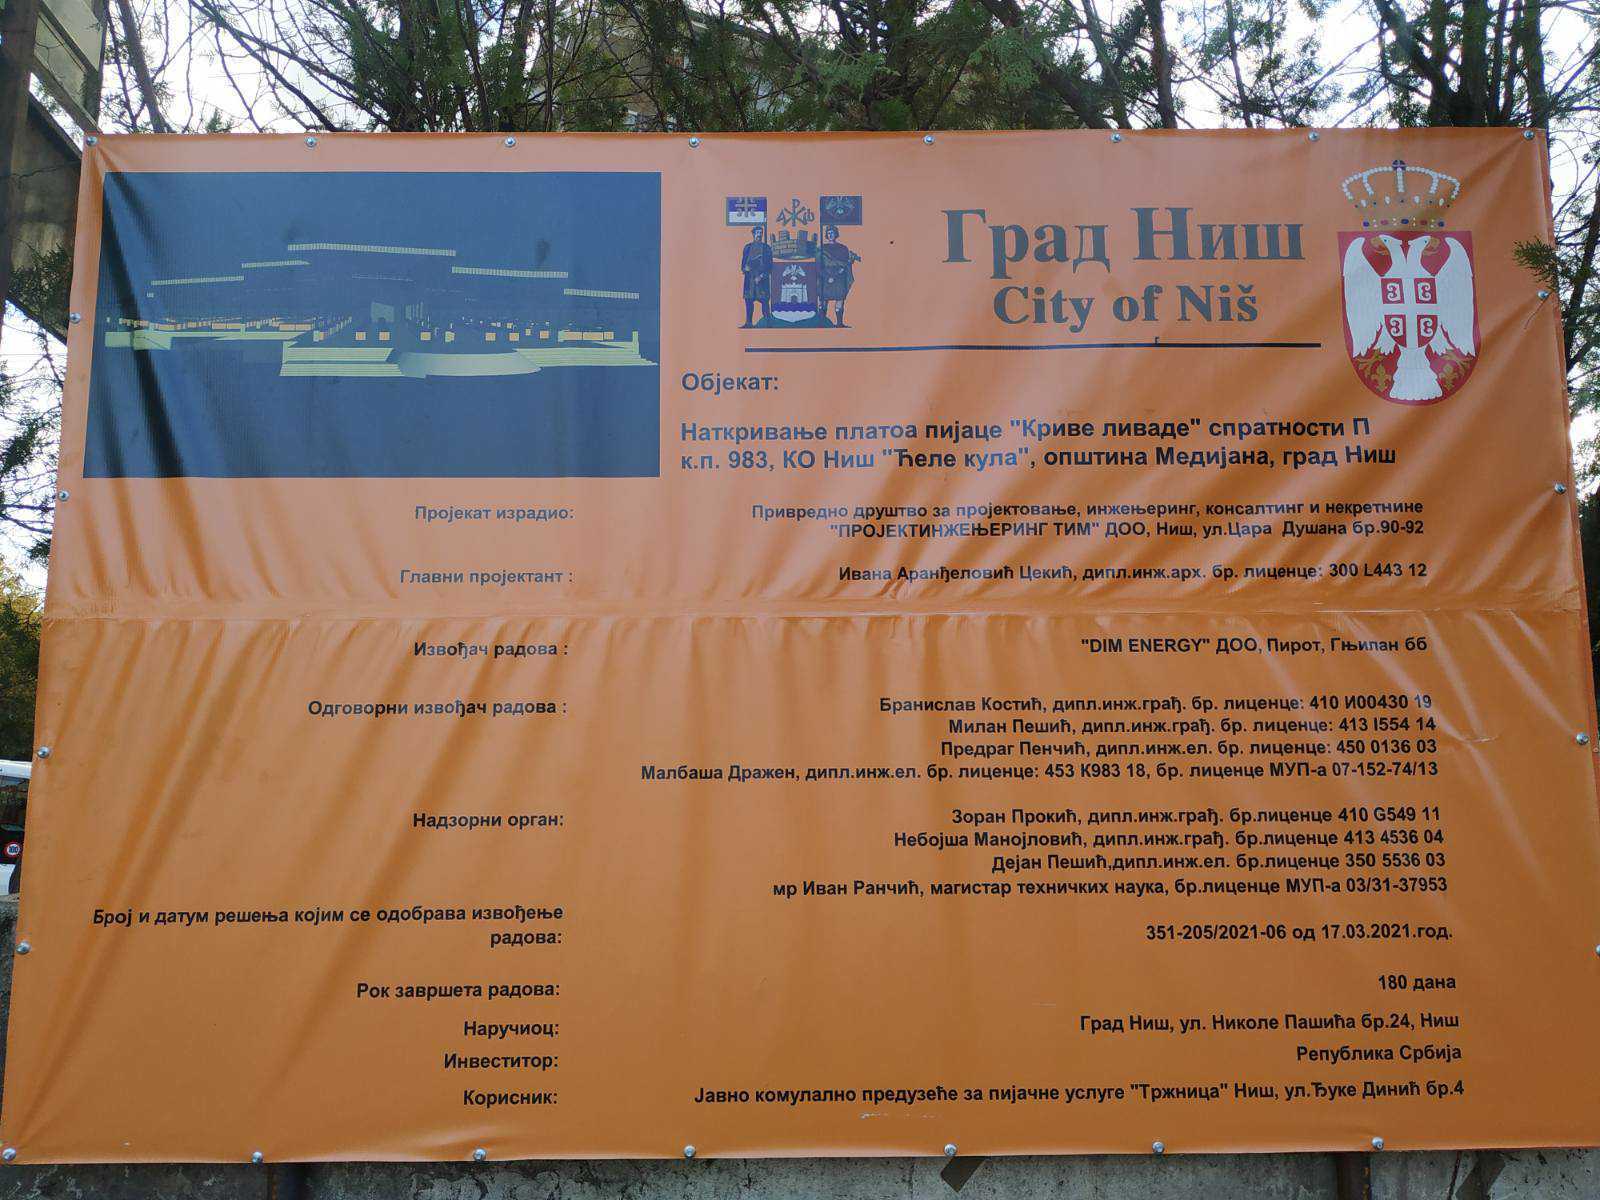 Град Ниш
City of Niš
Објекат:
Наткривање платоа пијаце "Криве ливаде" спратности П
к.п. 983, КО Ниш "Ћеле кула", општина Медијана, град Ниш
Пројекат израдио:
Привредно друштво за пројектовање, инжењеринг, консалтинг и некретнине
"ПРОЈЕКТИНЖЕЊЕРИНГ ТИМ" ДОО, Ниш, ул.Цара Душана бр.90-92
Главни пројектант :
Ивана Аранђеловић Цекић, дипл.инж.арх. бр. лиценце: 300 L443 12
Извођач радова :
"DIM ENERGY" ДОО, Пирот, Гњилан бб
Одговорни извођач радова :
Бранислав Костић, дипл.инж.грађ. бр. лиценце: 410 И00430 19
Милан Пешић, дипл.инж.грађ. бр. лиценце: 413 I554 14
Предраг Пенчић, дипл.инж.ел. бр. лиценце: 450 0136 03
Малбаша Дражен, дипл.инж.ел. бр. лиценце: 453 К983 18, бр. лиценце МУП-а 07-152-74/13
Надзорни орган:
Зоран Прокић, дипл.инж.грађ. бр.лиценце 410 G549 11
Небојша Манојловић, дипл.инж.грађ. бр.лиценце 413 4536 04
Дејан Пешић,дипл.инж.ел. бр.лиценце 350 5536 03
мр Иван Ранчић, магистар техничких наука, бр.лиценце МУП-а 03/31-37953
Број и датум решења којим се одобрава извођење
радова:
351-205/2021-06 од 17.03.2021.год.
Рок завршета радова:
180 дана
Наручиоц:
Град Ниш, ул. Николе Пашића бр.24, Ниш
Инвеститор:
Република Србија
Корисник:
Јавно комулално предузеће за пијачне услуге "Тржница" Ниш, ул.Ђуке Динић бр.4